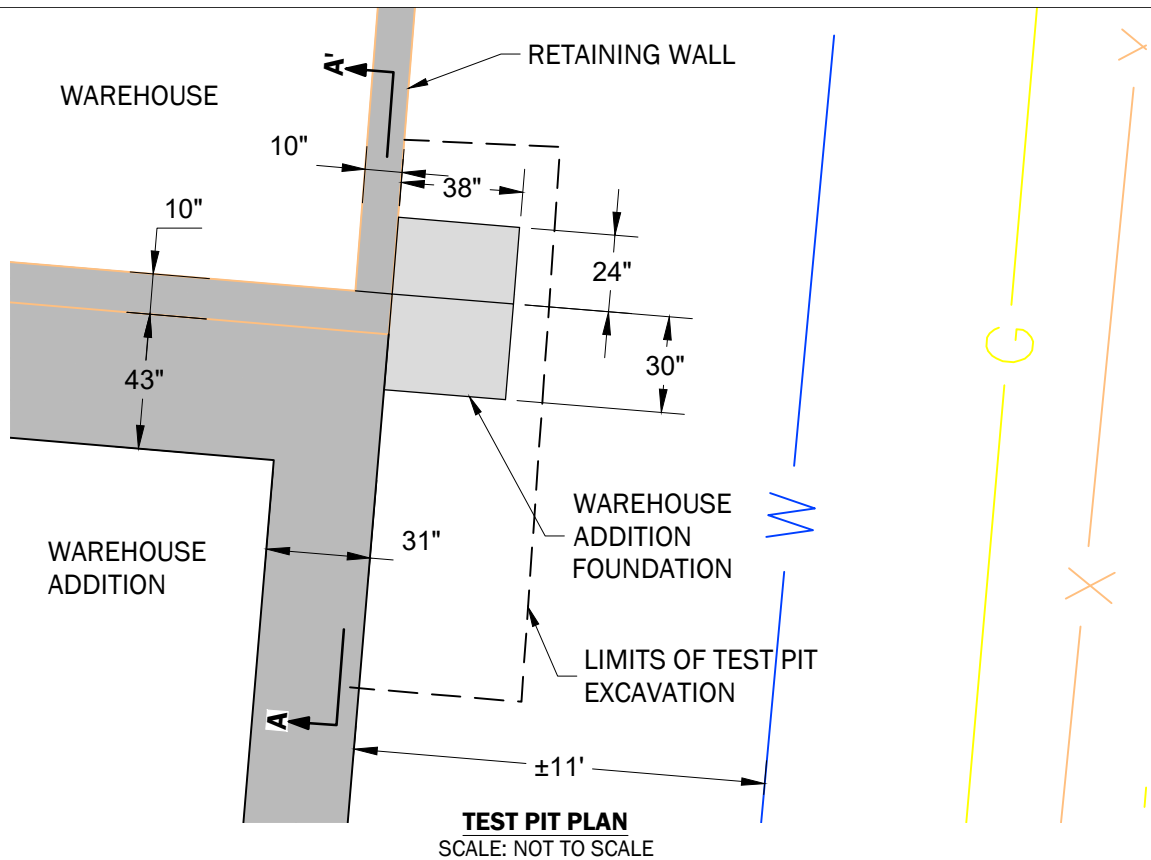 A'
RETAINING WALL
WAREHOUSE
10"
38"
10"
24"
30"
43"
G
WAREHOUSE
ADDITION
FOUNDATION
W
31"
WAREHOUSE
ADDITION
X
LIMITS OF TEST PIT
EXCAVATION
A
±11'
TEST PIT PLAN
SCALE: NOT TO SCALE